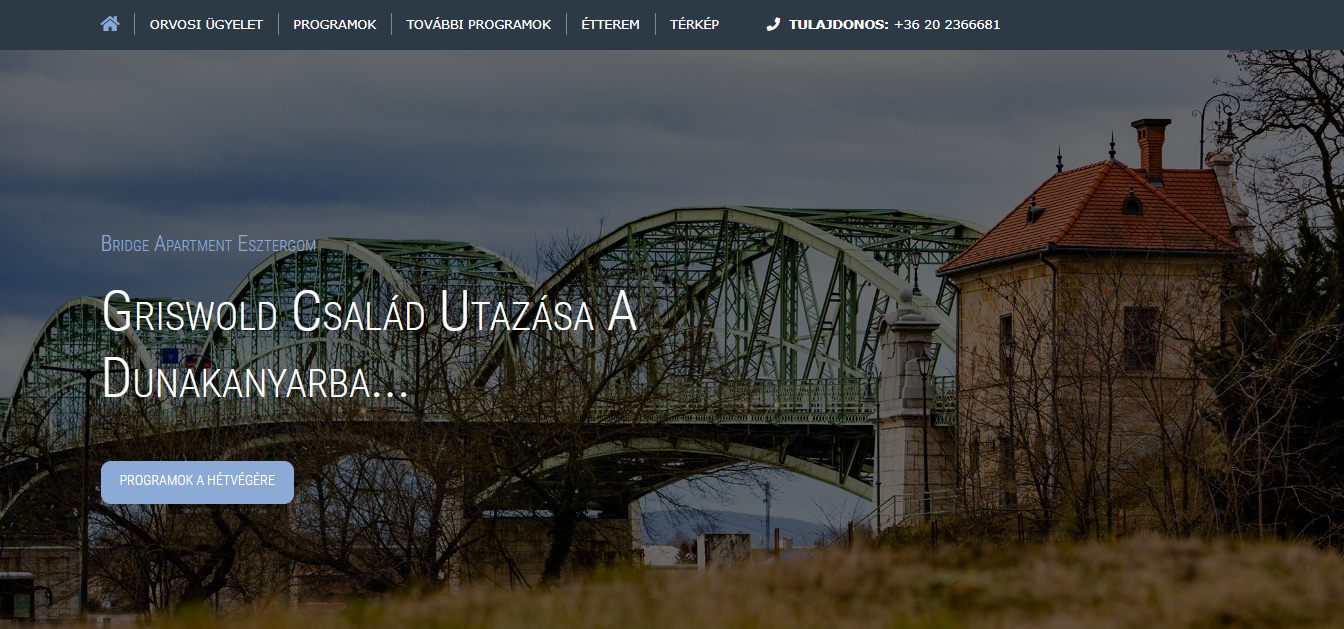 ORVOSI ÜGYELET PROGRAMOK TOVÁBBI PROGRAMOK ÉTTEREM TÉRKÉP TULAJDONOS: +36 20 2366681
Bridge Apartment Esztergom
Griswold Család Utazása A
Dunakanyarba...
PROGRAMOK A HÉTVÉGÉRE